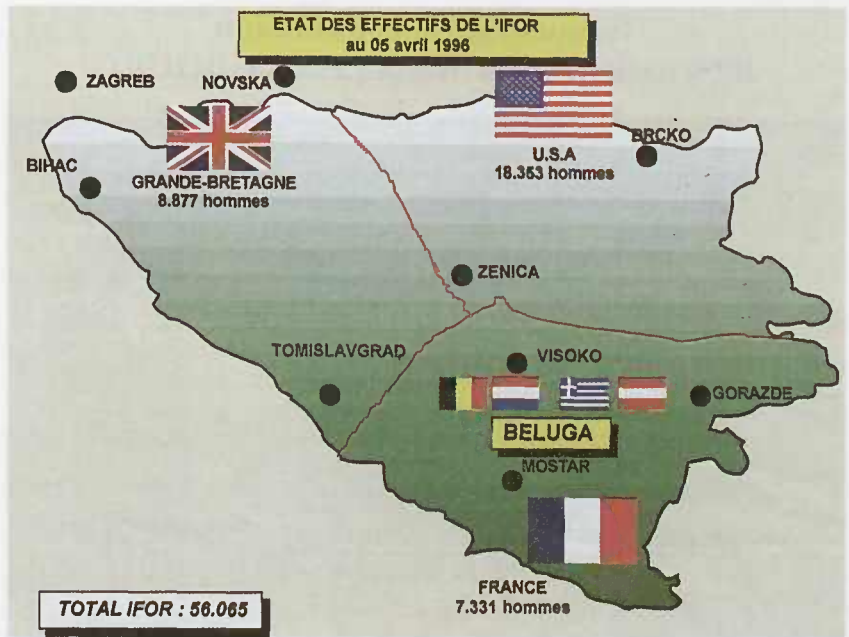 ETAT DES EFFECTIFS DE L'IFOR
au 05 avril 1996
ZAGREB
NOVSKA
BRCKO
U.S.A
18.353 hommes
BIHAC
GRANDE-BRETAGNE
8.877 hommes
ZENICA
TOMISLAVGRAD
VISOKO
GORAZDE
BELUGA
MOSTAR
FRANCE
7.331 hommes
TOTAL IFOR : 56.065